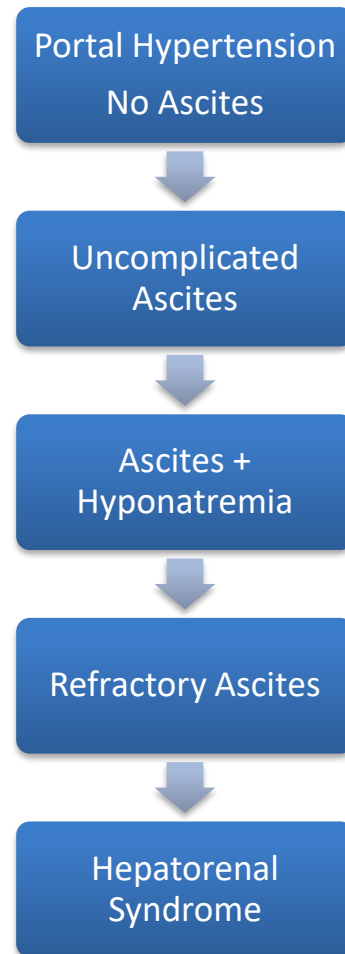 Portal Hypertension
No Ascites
Uncomplicated
Ascites
Ascites +
Hyponatremia
Refractory Ascites
Hepatorenal
Syndrome